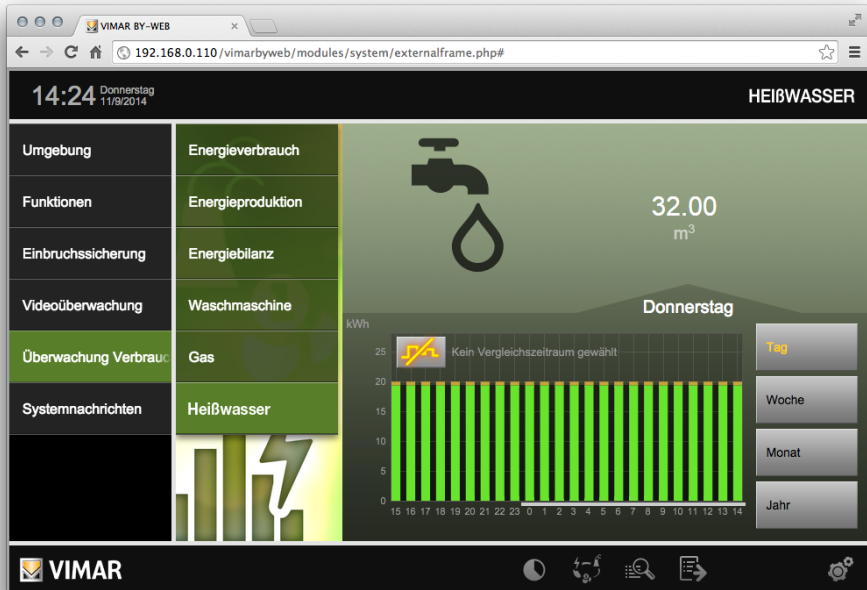 VIMAR BY-WEB
192.168.0.110/vimarbyweb/modules/system/externalframe.php#
14:24
Donnerstag
11/9/2014
HEIßWASSER
Umgebung
Funktionen
Einbruchssicherung
Videoüberwachung
Überwachung Verbrauc
Systemnachrichten
Energieverbrauch
Energieproduktion
Energiebilanz
Waschmaschine
Gas
Heißwasser
32.00
m³
Donnerstag
kWh
Kein Vergleichszeitraum gewählt
25
20
15
10
5
0
15 16 17 18 19 20 21 22 23 0 1 2 3 4 5 6 7 8 9 10 11 12 13 14
Tag
Woche
Monat
Jahr
VIMAR